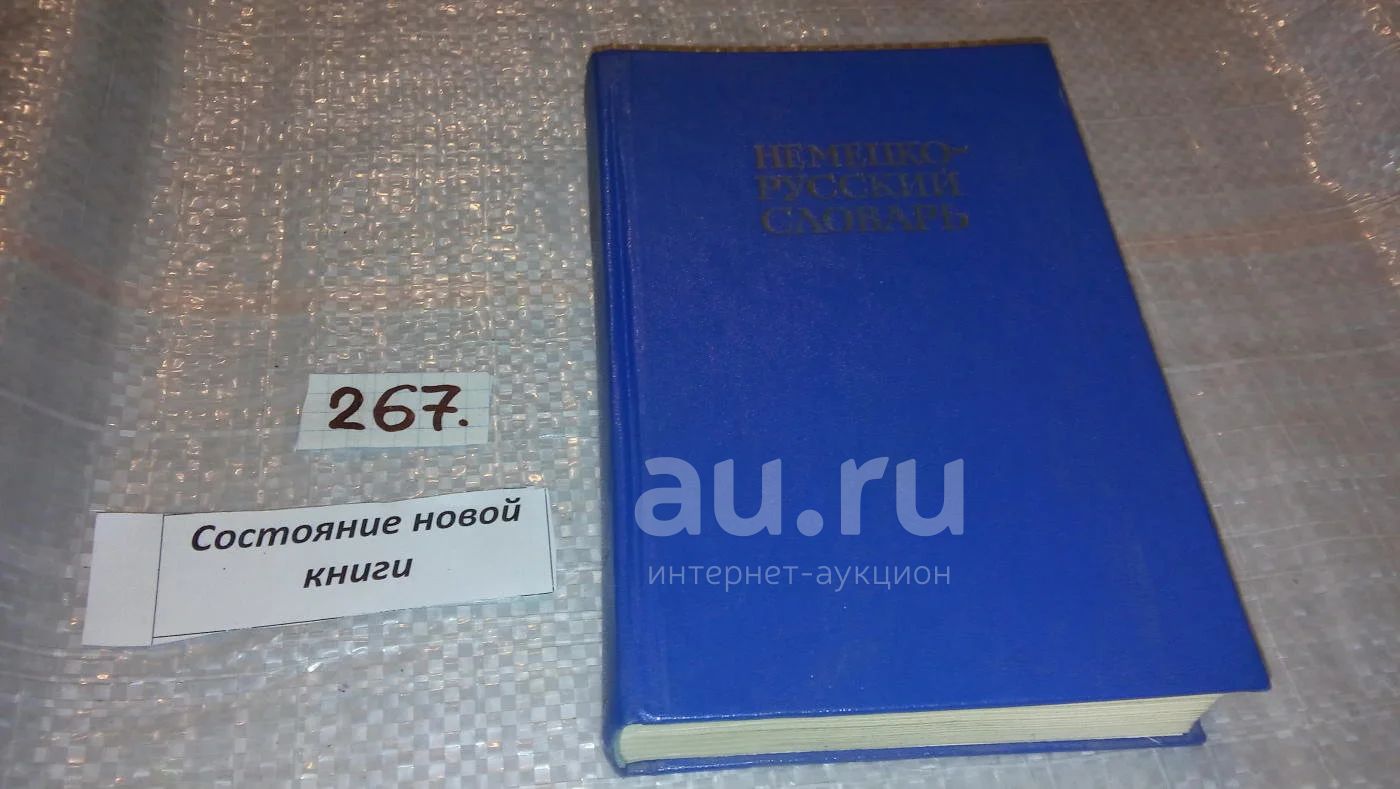 НЕМЕЦКО-
РУССКИЙ
СЛОВАРЬ
267.
Состояние новой
книги
au.ru
интернет-аукцион